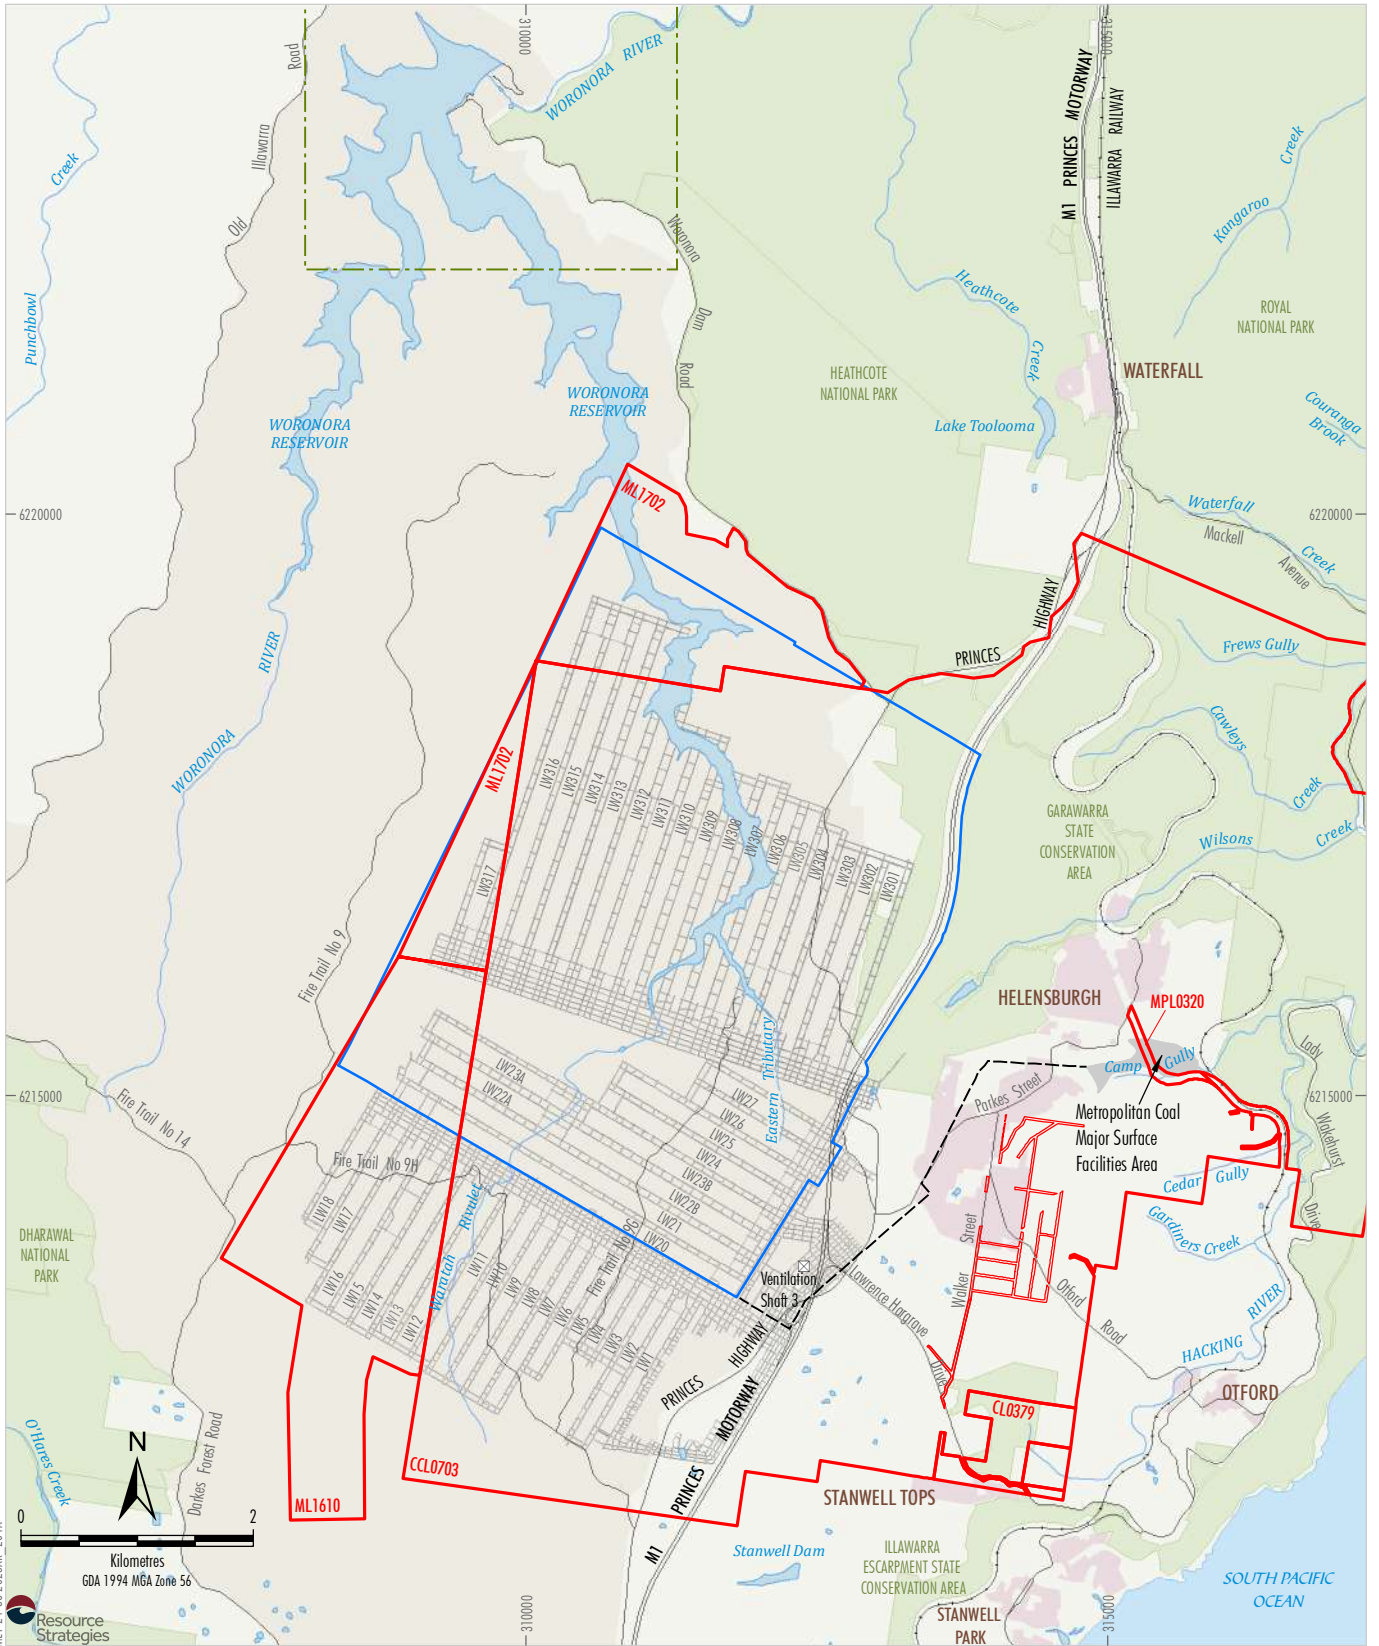 310000
315000
Road
WORONORA RIVER
M1 PRINCES MOTORWAY
ILLAWARRA RAILWAY
Creek
Illawarra
Old
Creek
Kangaroo
Woronora
Dam
Road
Heathcote
Creek
Punchbowl
ROYAL
NATIONAL PARK
HEATHCOTE
NATIONAL PARK
WATERFALL
WORONORA
RESERVOIR
WORONORA
RESERVOIR
Lake Toolooma
Couranga
Brook
ML1702
6220000
6220000
Waterfall
Creek
Mackell
Avenue
HIGHWAY
PRINCES
Frews Gully
RIVER
WORONORA
Cawleys
Creek
ML1702
LW316
LW315
LW314
LW313
LW312
LW311
LW310
LW309
LW308
LW307
LW306
LW305
LW304
LW303
LW302
LW301
LW317
GARAWARRA
STATE
CONSERVATION
AREA
Wilsons
Creek
Fire Trail No 9
HELENSBURGH
MPL0320
Eastern Tributary
Camp Gully
Lady
Wakehurst
Drive
6215000
6215000
Fire Trail No 14
LW23A
LW22A
LW27
LW26
LW25
LW24
LW23B
LW22B
LW21
LW20
Parkes Street
Metropolitan Coal
Major Surface
Facilities Area
Fire Trail No 9H
Cedar Gully
Gardiners Creek
LW18
LW17
LW16
LW15
LW14
LW13
LW12
Waratah Rivulet
LW11
LW10
LW9
LW8
LW7
LW6
LW5
LW4
LW3
LW2
LW1
Fire Trail No 9G
DHARAWAL
NATIONAL
PARK
Ventilation
Shaft 3
Lawrence Hargrave
Drive
Walker Street
Otford
Road
HACKING RIVER
OTFORD
PRINCES HIGHWAY
M1 PRINCES MOTORWAY
CL0379
CCL0703
ML1610
STANWELL TOPS
O'Hares Creek
Darkes Forest Road
N
0 2
Kilometres
GDA 1994 MGA Zone 56
Stanwell Dam
ILLAWARRA
ESCARPMENT STATE
CONSERVATION AREA
SOUTH PACIFIC
OCEAN
STANWELL
PARK
Resource
Strategies
310000
315000